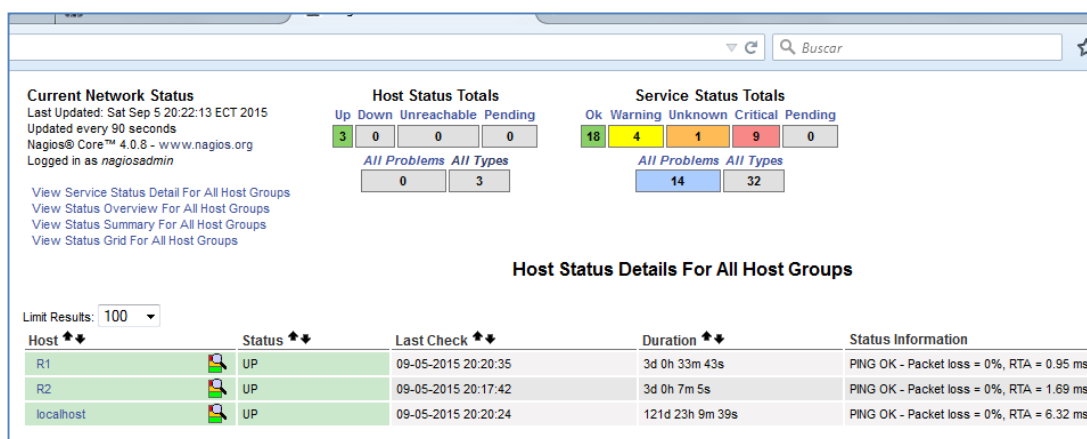 Buscar
Current Network Status
Last Updated: Sat Sep 5 20:22:13 ECT 2015
Updated every 90 seconds
Nagios® Core™ 4.0.8 - www.nagios.org
Logged in as nagiosadmin
View Service Status Detail For All Host Groups
View Status Overview For All Host Groups
View Status Summary For All Host Groups
View Status Grid For All Host Groups
Host Status Totals
Up Down Unreachable Pending
3 0 0 0
All Problems All Types
0 3
Service Status Totals
Ok Warning Unknown Critical Pending
18 4 1 9 0
All Problems All Types
14 32
Host Status Details For All Host Groups
Limit Results: 100
Host Status Last Check Duration Status Information
R1 UP 09-05-2015 20:20:35 3d 0h 33m 43s PING OK - Packet loss = 0%, RTA = 0.95 ms
R2 UP 09-05-2015 20:17:42 3d 0h 7m 5s PING OK - Packet loss = 0%, RTA = 1.69 ms
localhost UP 09-05-2015 20:20:24 121d 23h 9m 39s PING OK - Packet loss = 0%, RTA = 6.32 ms